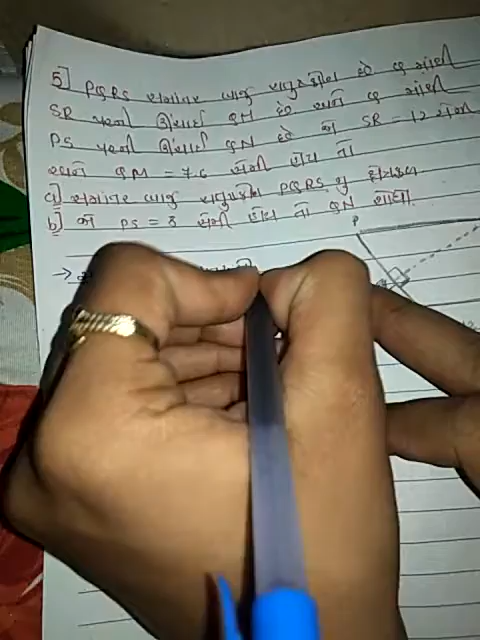 5] PQRS સમાંતર બાજુ ચતુષ્કોણ છે Q માંથી
SR પરની ઊંચાઈ QM છે અને Q માંથી
PS પરની ઊંચાઈ QN છે જો SR = 12 સેમી
અને QM = 7.6 સેમી હોય તો
a] સમાંતર બાજુ ચતુષ્કોણ PQRS નું ક્ષેત્રફળ
b] જો PS = 8 સેમી હોય તો QN શોધો.
P
→